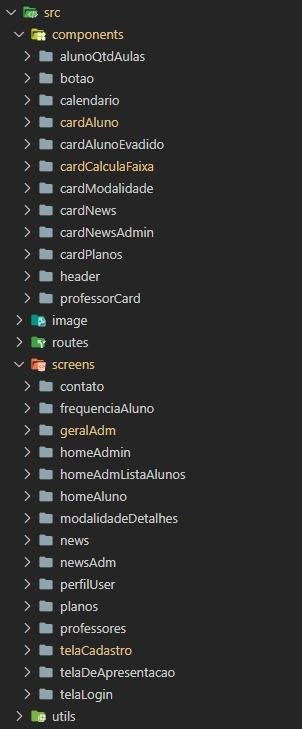 src
components
alunoQtdAulas
botao
calendario
cardAluno
cardAlunoEvadido
cardCalculaFaixa
cardModalidade
cardNews
cardNewsAdmin
cardPlanos
header
professorCard
image
routes
screens
contato
frequenciaAluno
geralAdm
homeAdmin
homeAdmListaAlunos
homeAluno
modalidadeDetalhes
news
newsAdm
perfilUser
planos
professores
telaCadastro
telaDeApresentacao
telaLogin
utils